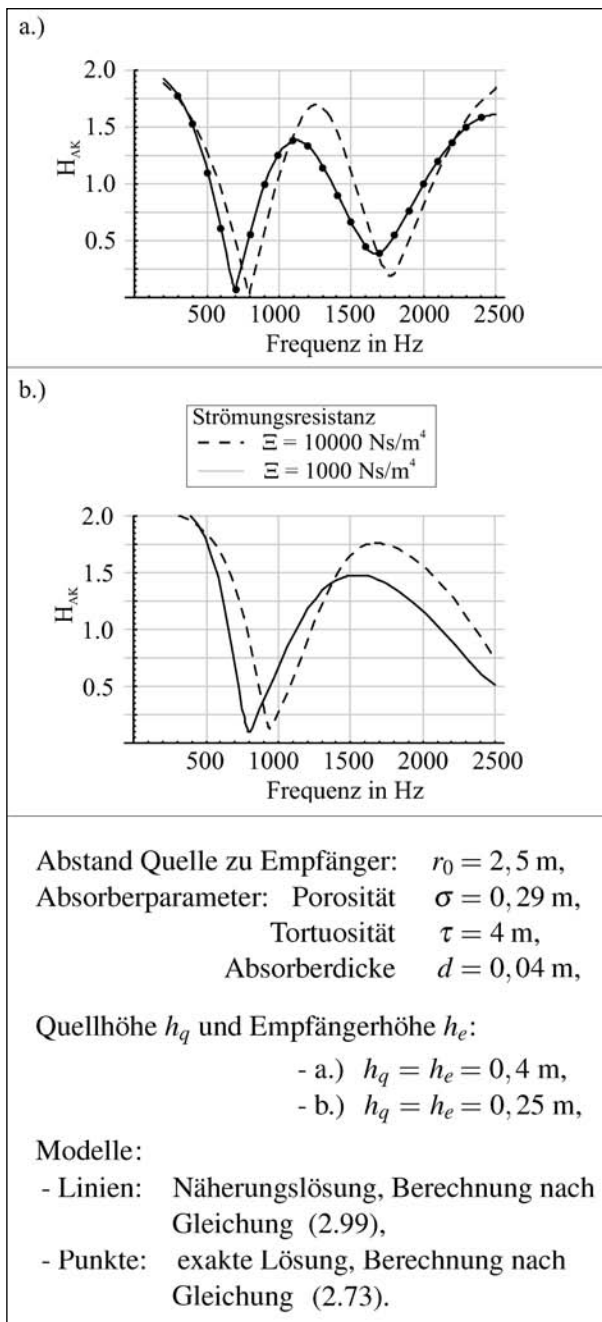 a.)
2.0
1.5
1.0
0.5
H_AK
500 1000 1500 2000 2500
Frequenz in Hz
b.)
Strömungsresistanz
Ξ = 10000 Ns/m⁴
Ξ = 1000 Ns/m⁴
2.0
1.5
1.0
0.5
H_AK
500 1000 1500 2000 2500
Frequenz in Hz
Abstand Quelle zu Empfänger: r₀ = 2,5 m,
Absorberparameter: Porosität σ = 0,29 m,
Tortuosität τ = 4 m,
Absorberdicke d = 0,04 m,
Quellhöhe h_q und Empfängerhöhe h_e:
- a.) h_q = h_e = 0,4 m,
- b.) h_q = h_e = 0,25 m,
Modelle:
- Linien: Näherungslösung, Berechnung nach
Gleichung (2.99),
- Punkte: exakte Lösung, Berechnung nach
Gleichung (2.73).